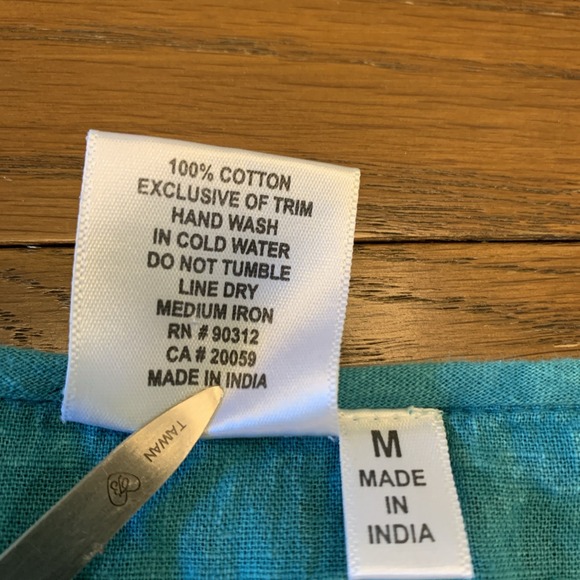 100% COTTON
EXCLUSIVE OF TRIM
HAND WASH
IN COLD WATER
DO NOT TUMBLE
LINE DRY
MEDIUM IRON
RN # 90312
CA # 20059
MADE IN INDIA
TAIWAN
M
MADE
IN
INDIA